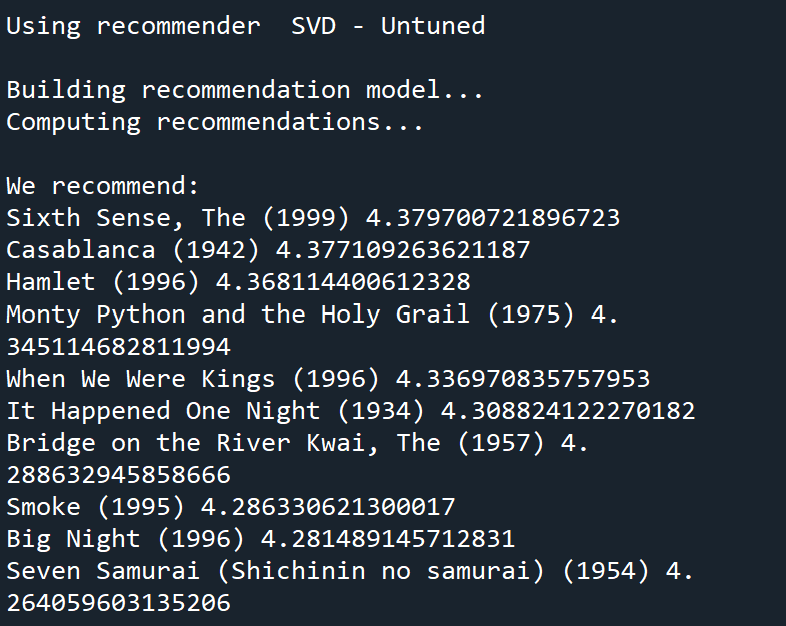 Using recommender  SVD - Untuned
Building recommendation model...
Computing recommendations...
We recommend:
Sixth Sense, The (1999) 4.379700721896723
Casablanca (1942) 4.377109263621187
Hamlet (1996) 4.368114400612328
Monty Python and the Holy Grail (1975) 4.
345114682811994
When We Were Kings (1996) 4.336970835757953
It Happened One Night (1934) 4.308824122270182
Bridge on the River Kwai, The (1957) 4.
288632945858666
Smoke (1995) 4.286330621300017
Big Night (1996) 4.281489145712831
Seven Samurai (Shichinin no samurai) (1954) 4.
264059603135206